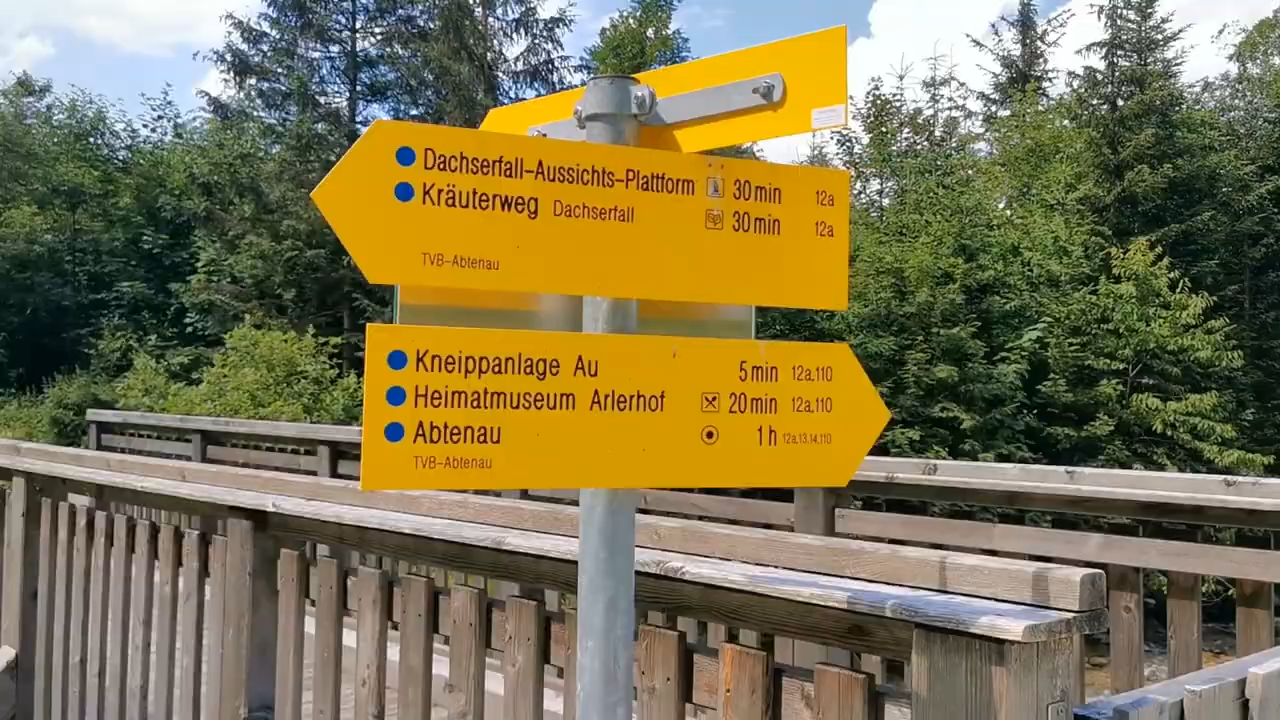 Dachserfall-Aussichts-Plattform 30 min 12a
Kräuterweg Dachserfall 30 min 12a
TVB-Abtenau
Kneippanlage Au 5 min 12a,110
Heimatmuseum Arlerhof 20 min 12a,110
Abtenau 1 h 12a,13,14,110
TVB-Abtenau